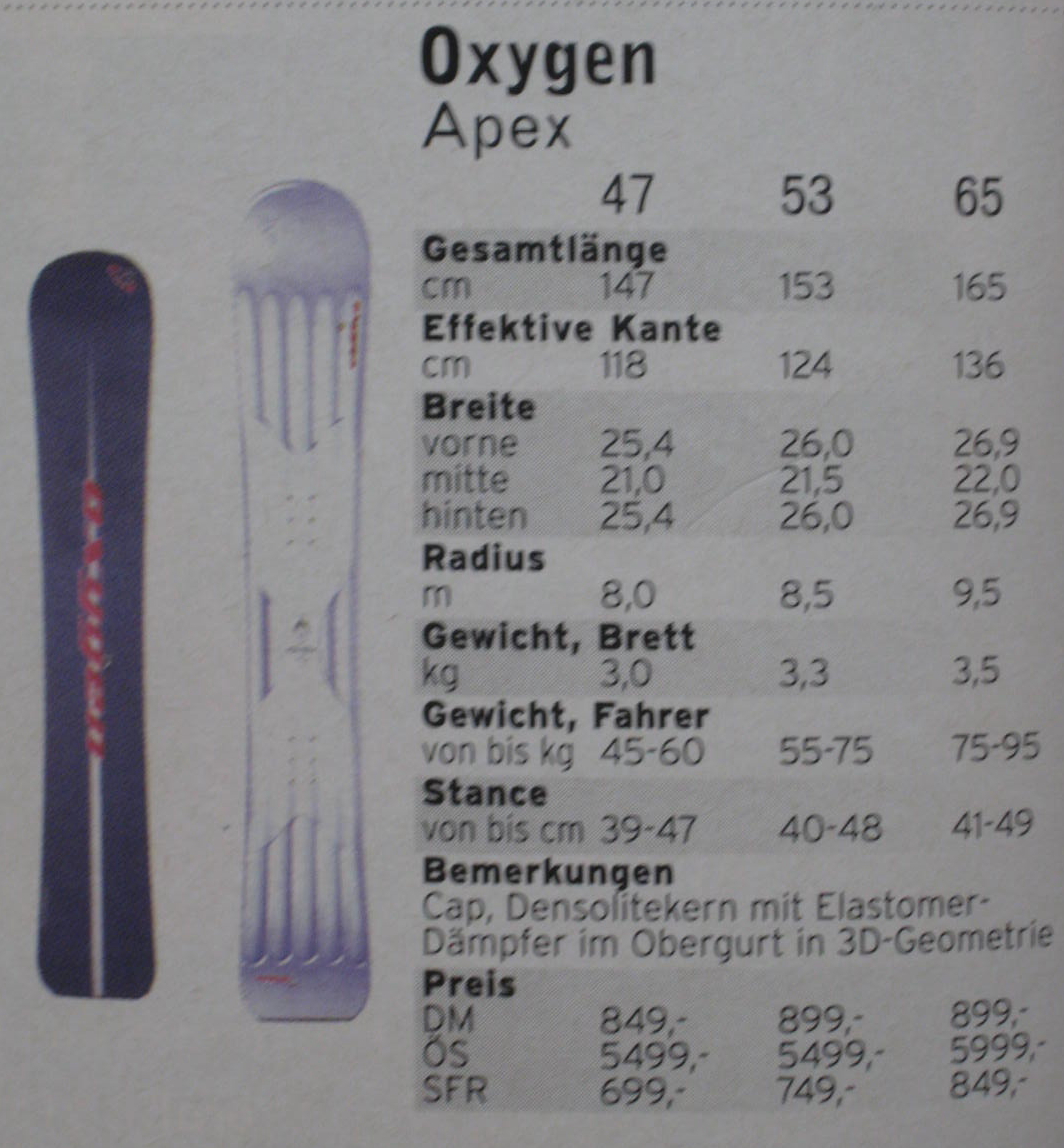 Oxygen
Apex
47 53 65
Gesamtlänge
cm 147 153 165
Effektive Kante
cm 118 124 136
Breite
vorne 25,4 26,0 26,9
mitte 21,0 21,5 22,0
hinten 25,4 26,0 26,9
Radius
m 8,0 8,5 9,5
Gewicht, Brett
kg 3,0 3,3 3,5
Gewicht, Fahrer
von bis kg 45-60 55-75 75-95
Stance
von bis cm 39-47 40-48 41-49
Bemerkungen
Cap, Densolitekern mit Elastomer-
Dämpfer im Obergurt in 3D-Geometrie
Preis
DM 849,- 899,- 899,-
ÖS 5499,- 5499,- 5999,-
SFR 699,- 749,- 849,-
oxygen